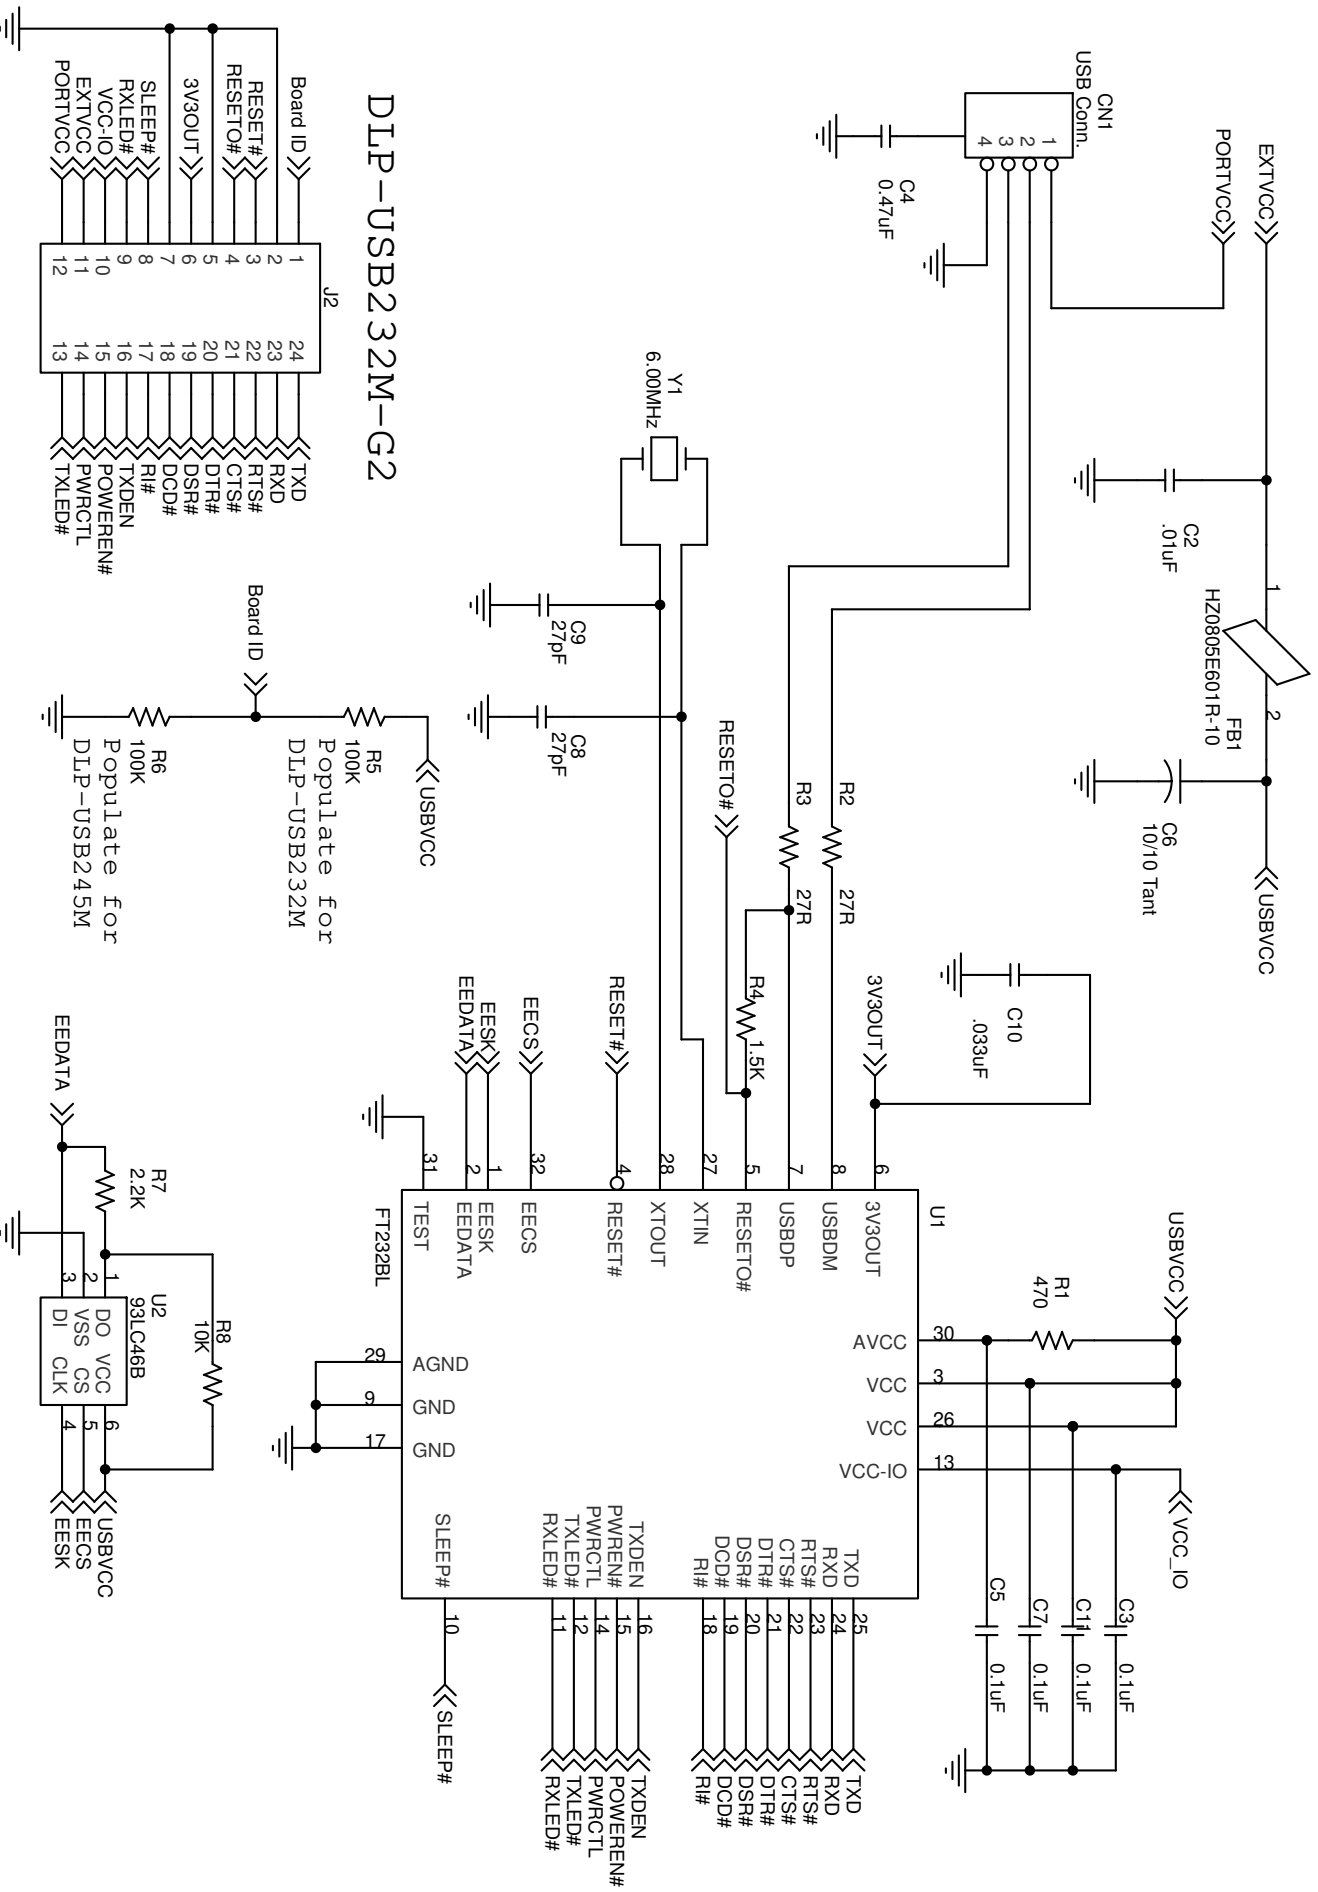 EXTVCC
PORTVCC
CN1
USB Conn.
1
2
3
4
C4
0.47uF
C2
.01uF
1
2
FB1
HZ0805E601R-10
C6
10/10 Tant
USBVCC
C10
.033uF
3V3OUT
R2
27R
R3
27R
RESETO#
R4
1.5K
Y1
6.00MHz
C9
27pF
C8
27pF
RESET#
EECS
EESK
EEDATA
USBVCC
R1
470
VCC_IO
C3
0.1uF
C11
0.1uF
C7
0.1uF
C5
0.1uF
U1
6
3V3OUT
8
USBDM
7
USBDP
5
RESETO#
27
XTIN
28
XTOUT
4
RESET#
32
EECS
1
EESK
2
EEDATA
31
TEST
FT232BL
30
AVCC
3
VCC
26
VCC
13
VCC-IO
29
AGND
9
GND
17
GND
TXD
25
TXD
RXD
24
RXD
RTS#
23
RTS#
CTS#
22
CTS#
DTR#
21
DTR#
DSR#
20
DSR#
DCD#
19
DCD#
RI#
18
RI#
TXDEN
16
TXDEN
PWREN#
15
POWEREN#
PWRCTL
14
PWRCTL
TXLED#
12
TXLED#
RXLED#
11
RXLED#
SLEEP#
10
SLEEP#
DLP-USB232M-G2
J2
Board ID
1
24
TXD
2
23
RXD
RESET#
3
22
RTS#
RESETO#
4
21
CTS#
5
20
DTR#
3V3OUT
6
19
DSR#
7
18
DCD#
SLEEP#
8
17
RI#
RXLED#
9
16
TXDEN
VCC-IO
10
15
POWEREN#
EXTVCC
11
14
PWRCTL
PORTVCC
12
13
TXLED#
USBVCC
R5
100K
Populate for
DLP-USB232M
Board ID
R6
100K
Populate for
DLP-USB245M
EEDATA
R7
2.2K
R8
10K
U2
93LC46B
1
DO
VCC
6
USBVCC
2
VSS
CS
5
EECS
3
DI
CLK
4
EESK